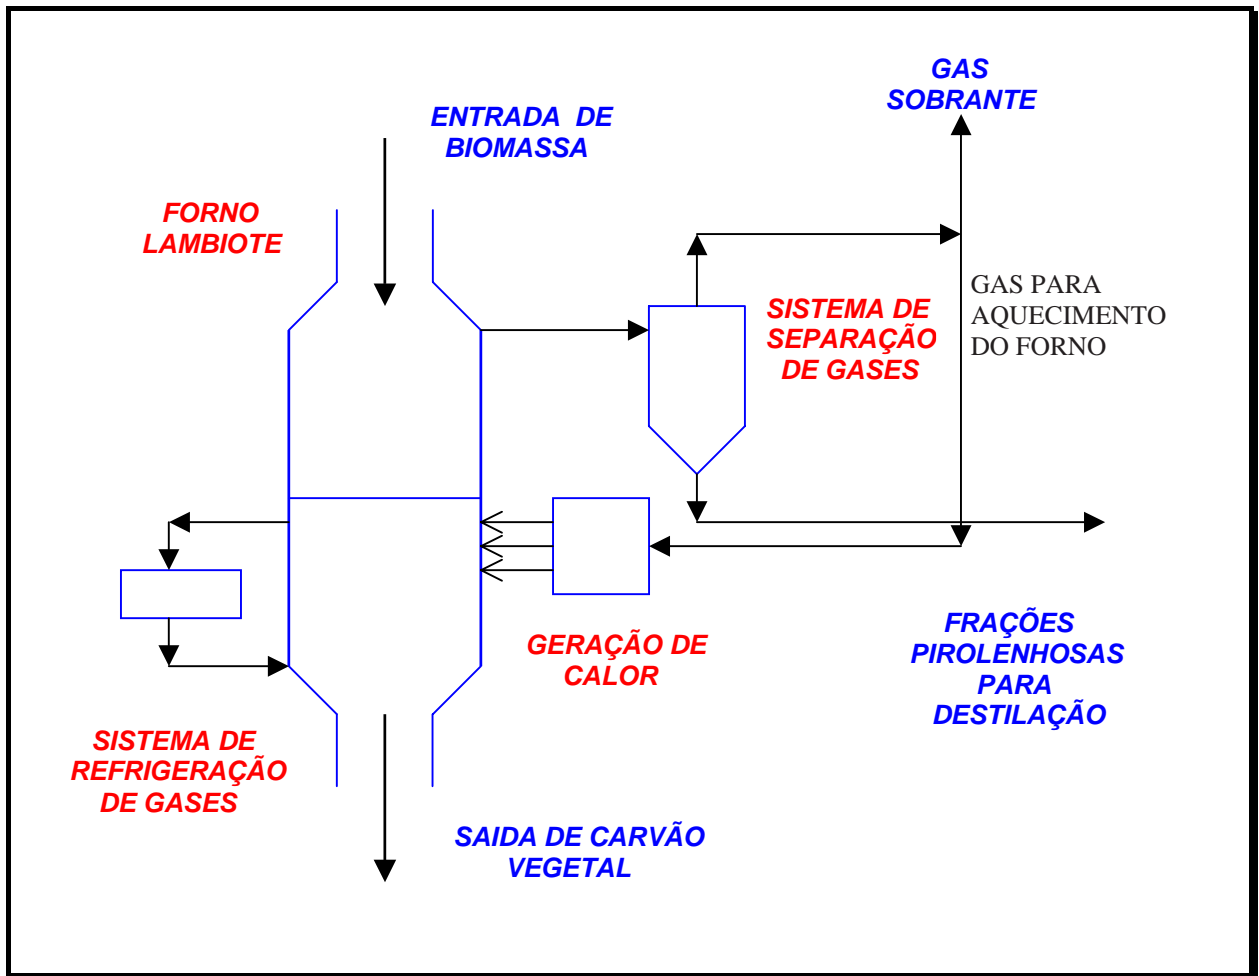 GAS
SOBRANTE
ENTRADA DE
BIOMASSA
FORNO
LAMBIOTE
GAS PARA
AQUECIMENTO
DO FORNO
SISTEMA DE
SEPARAÇÃO
DE GASES
GERAÇÃO DE
CALOR
FRAÇÕES
PIROLENHOSAS
PARA
DESTILAÇÃO
SISTEMA DE
REFRIGERAÇÃO
DE GASES
SAIDA DE CARVÃO
VEGETAL